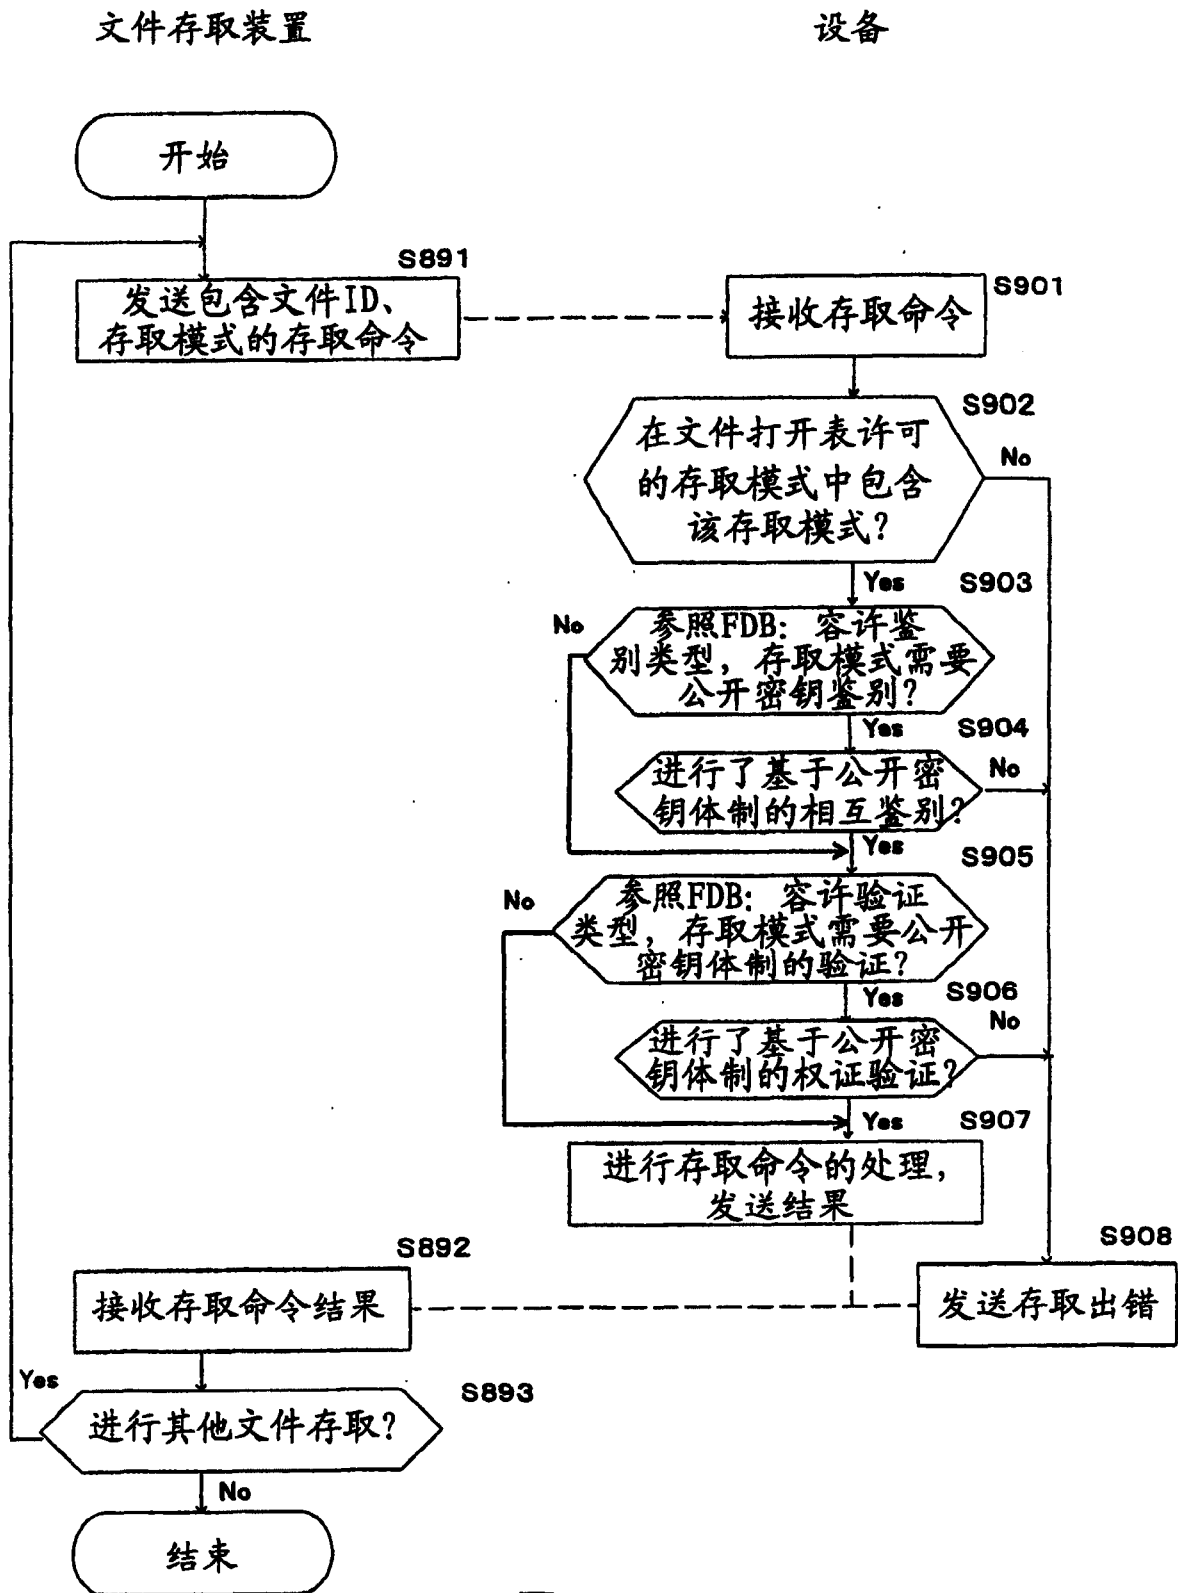 文件存取装置
设备
开始
S891
发送包含文件ID、
存取模式的存取命令
S901
接收存取命令
S902
在文件打开表许可
的存取模式中包含
该存取模式?
No
Yes
S903
No
参照FDB: 容许鉴
别类型, 存取模式需要
公开密钥鉴别?
Yes
S904
进行了基于公开密
钥体制的相互鉴别?
No
Yes
S905
No
参照FDB: 容许验证
类型, 存取模式需要公开
密钥体制的验证?
Yes
S906
No
进行了基于公开密
钥体制的权证验证?
Yes
S907
进行存取命令的处理,
发送结果
S908
发送存取出错
S892
接收存取命令结果
Yes
S893
进行其他文件存取?
No
结束